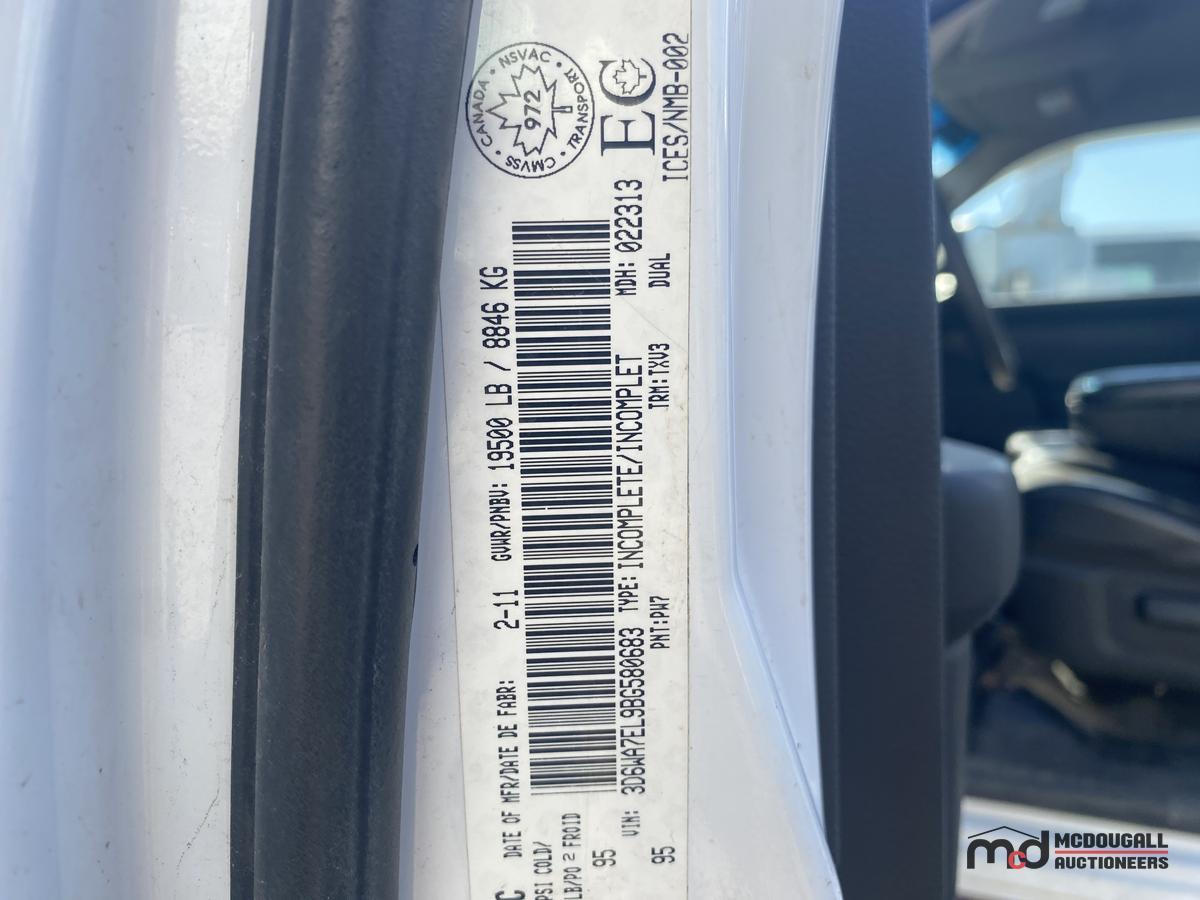 DATE OF MFR/DATE DE FABR: 2-11 GVWR/PNBV: 19500 LB / 8846 KG
PSI COLD/
LB/PO 2 FROID
95
95
VIN: 3D6WA7EL9BG580683 TYPE: INCOMPLETE/INCOMPLET MDH: 022313
PNT:PW7 TRM:TXV3 DUAL
CANADA • NSVAC • TRANSPORT • CMVSS •
972
EC
ICES/NMB-002
mcd MCDOUGALL
AUCTIONEERS